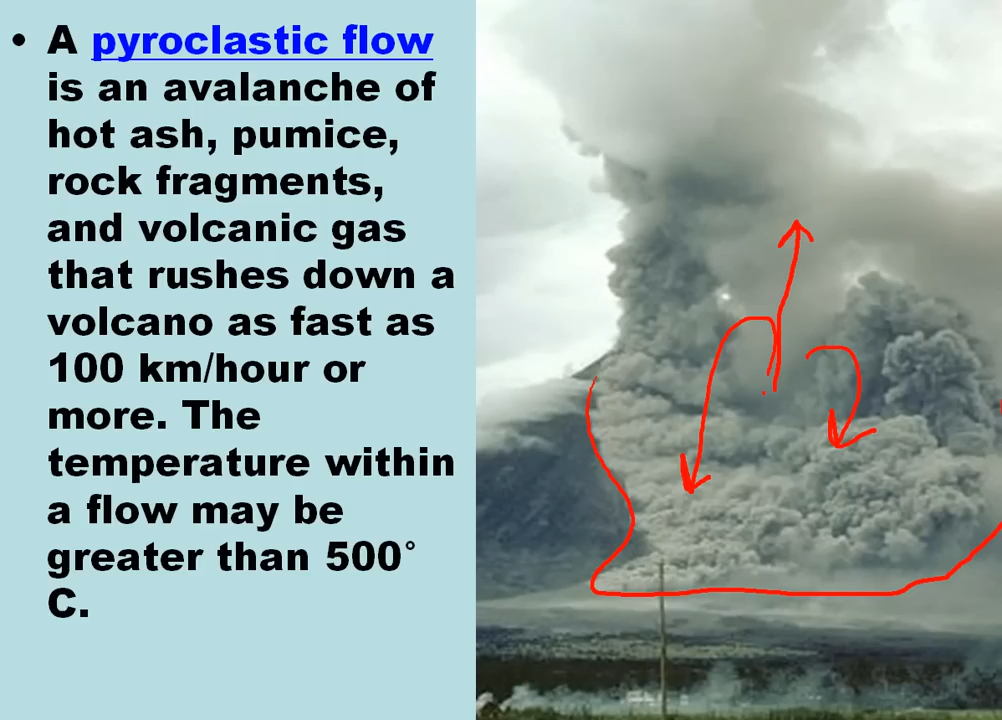 • A pyroclastic flow
is an avalanche of
hot ash, pumice,
rock fragments,
and volcanic gas
that rushes down a
volcano as fast as
100 km/hour or
more. The
temperature within
a flow may be
greater than 500°
C.